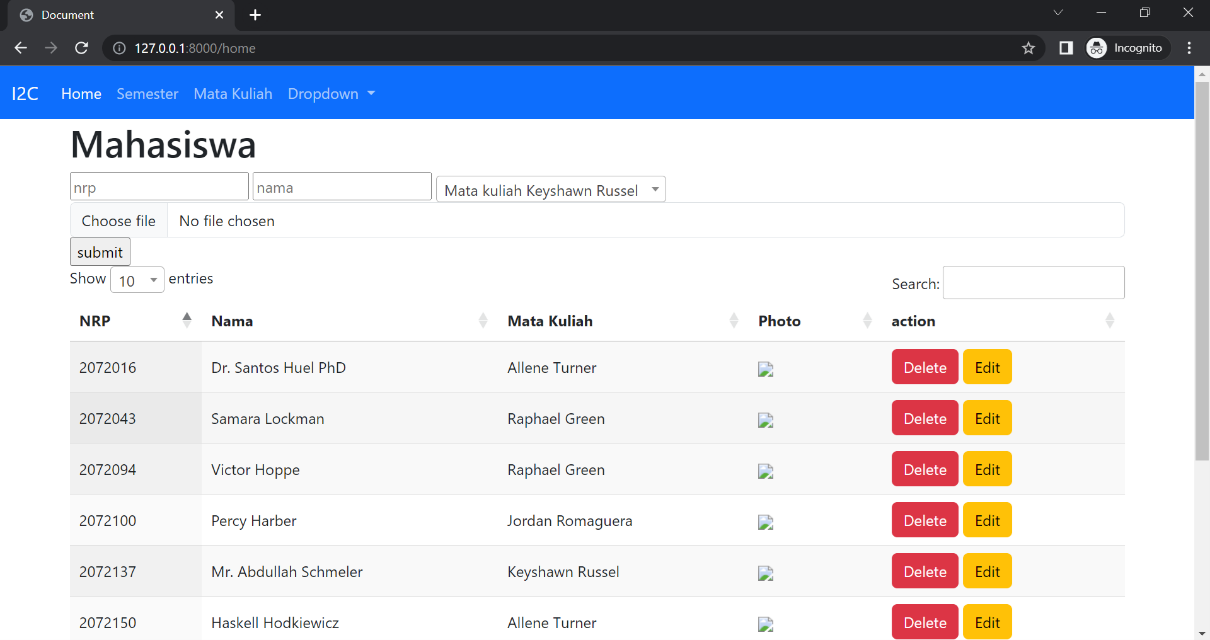 Document
127.0.0.1:8000/home
Incognito
I2C Home Semester Mata Kuliah Dropdown
Mahasiswa
nrp nama Mata kuliah Keyshawn Russel
Choose file No file chosen
submit
Show 10 entries Search:
NRP Nama Mata Kuliah Photo action
2072016 Dr. Santos Huel PhD Allene Turner Delete Edit
2072043 Samara Lockman Raphael Green Delete Edit
2072094 Victor Hoppe Raphael Green Delete Edit
2072100 Percy Harber Jordan Romaguera Delete Edit
2072137 Mr. Abdullah Schmeler Keyshawn Russel Delete Edit
2072150 Haskell Hodkiewicz Allene Turner Delete Edit